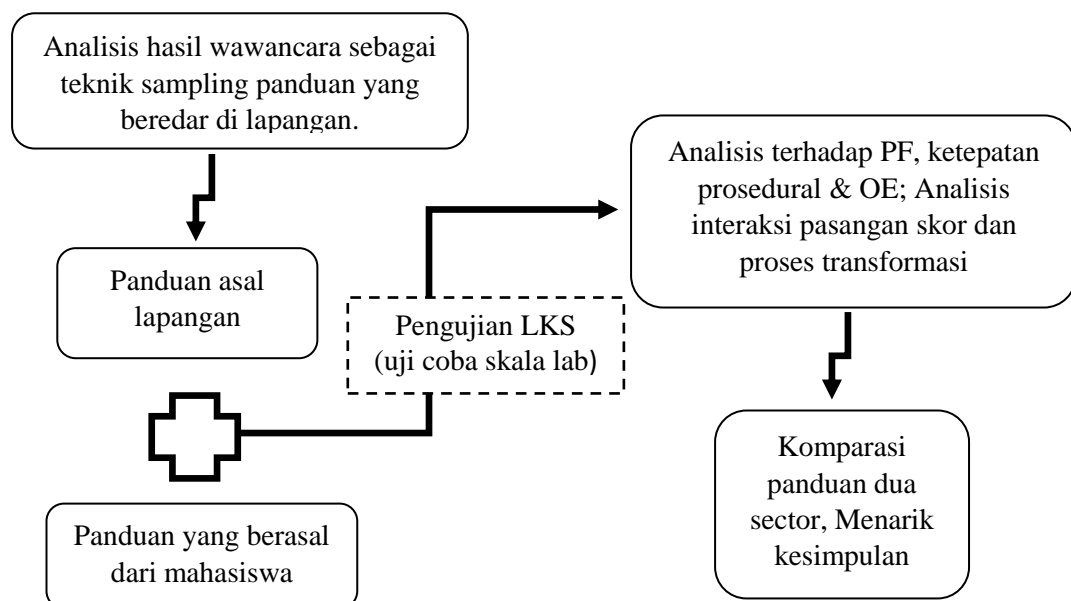 Analisis hasil wawancara sebagai
teknik sampling panduan yang
beredar di lapangan.
Panduan asal
lapangan
Panduan yang berasal
dari mahasiswa
Pengujian LKS
(uji coba skala lab)
Analisis terhadap PF, ketepatan
prosedural & OE; Analisis
interaksi pasangan skor dan
proses transformasi
Komparasi
panduan dua
sector, Menarik
kesimpulan